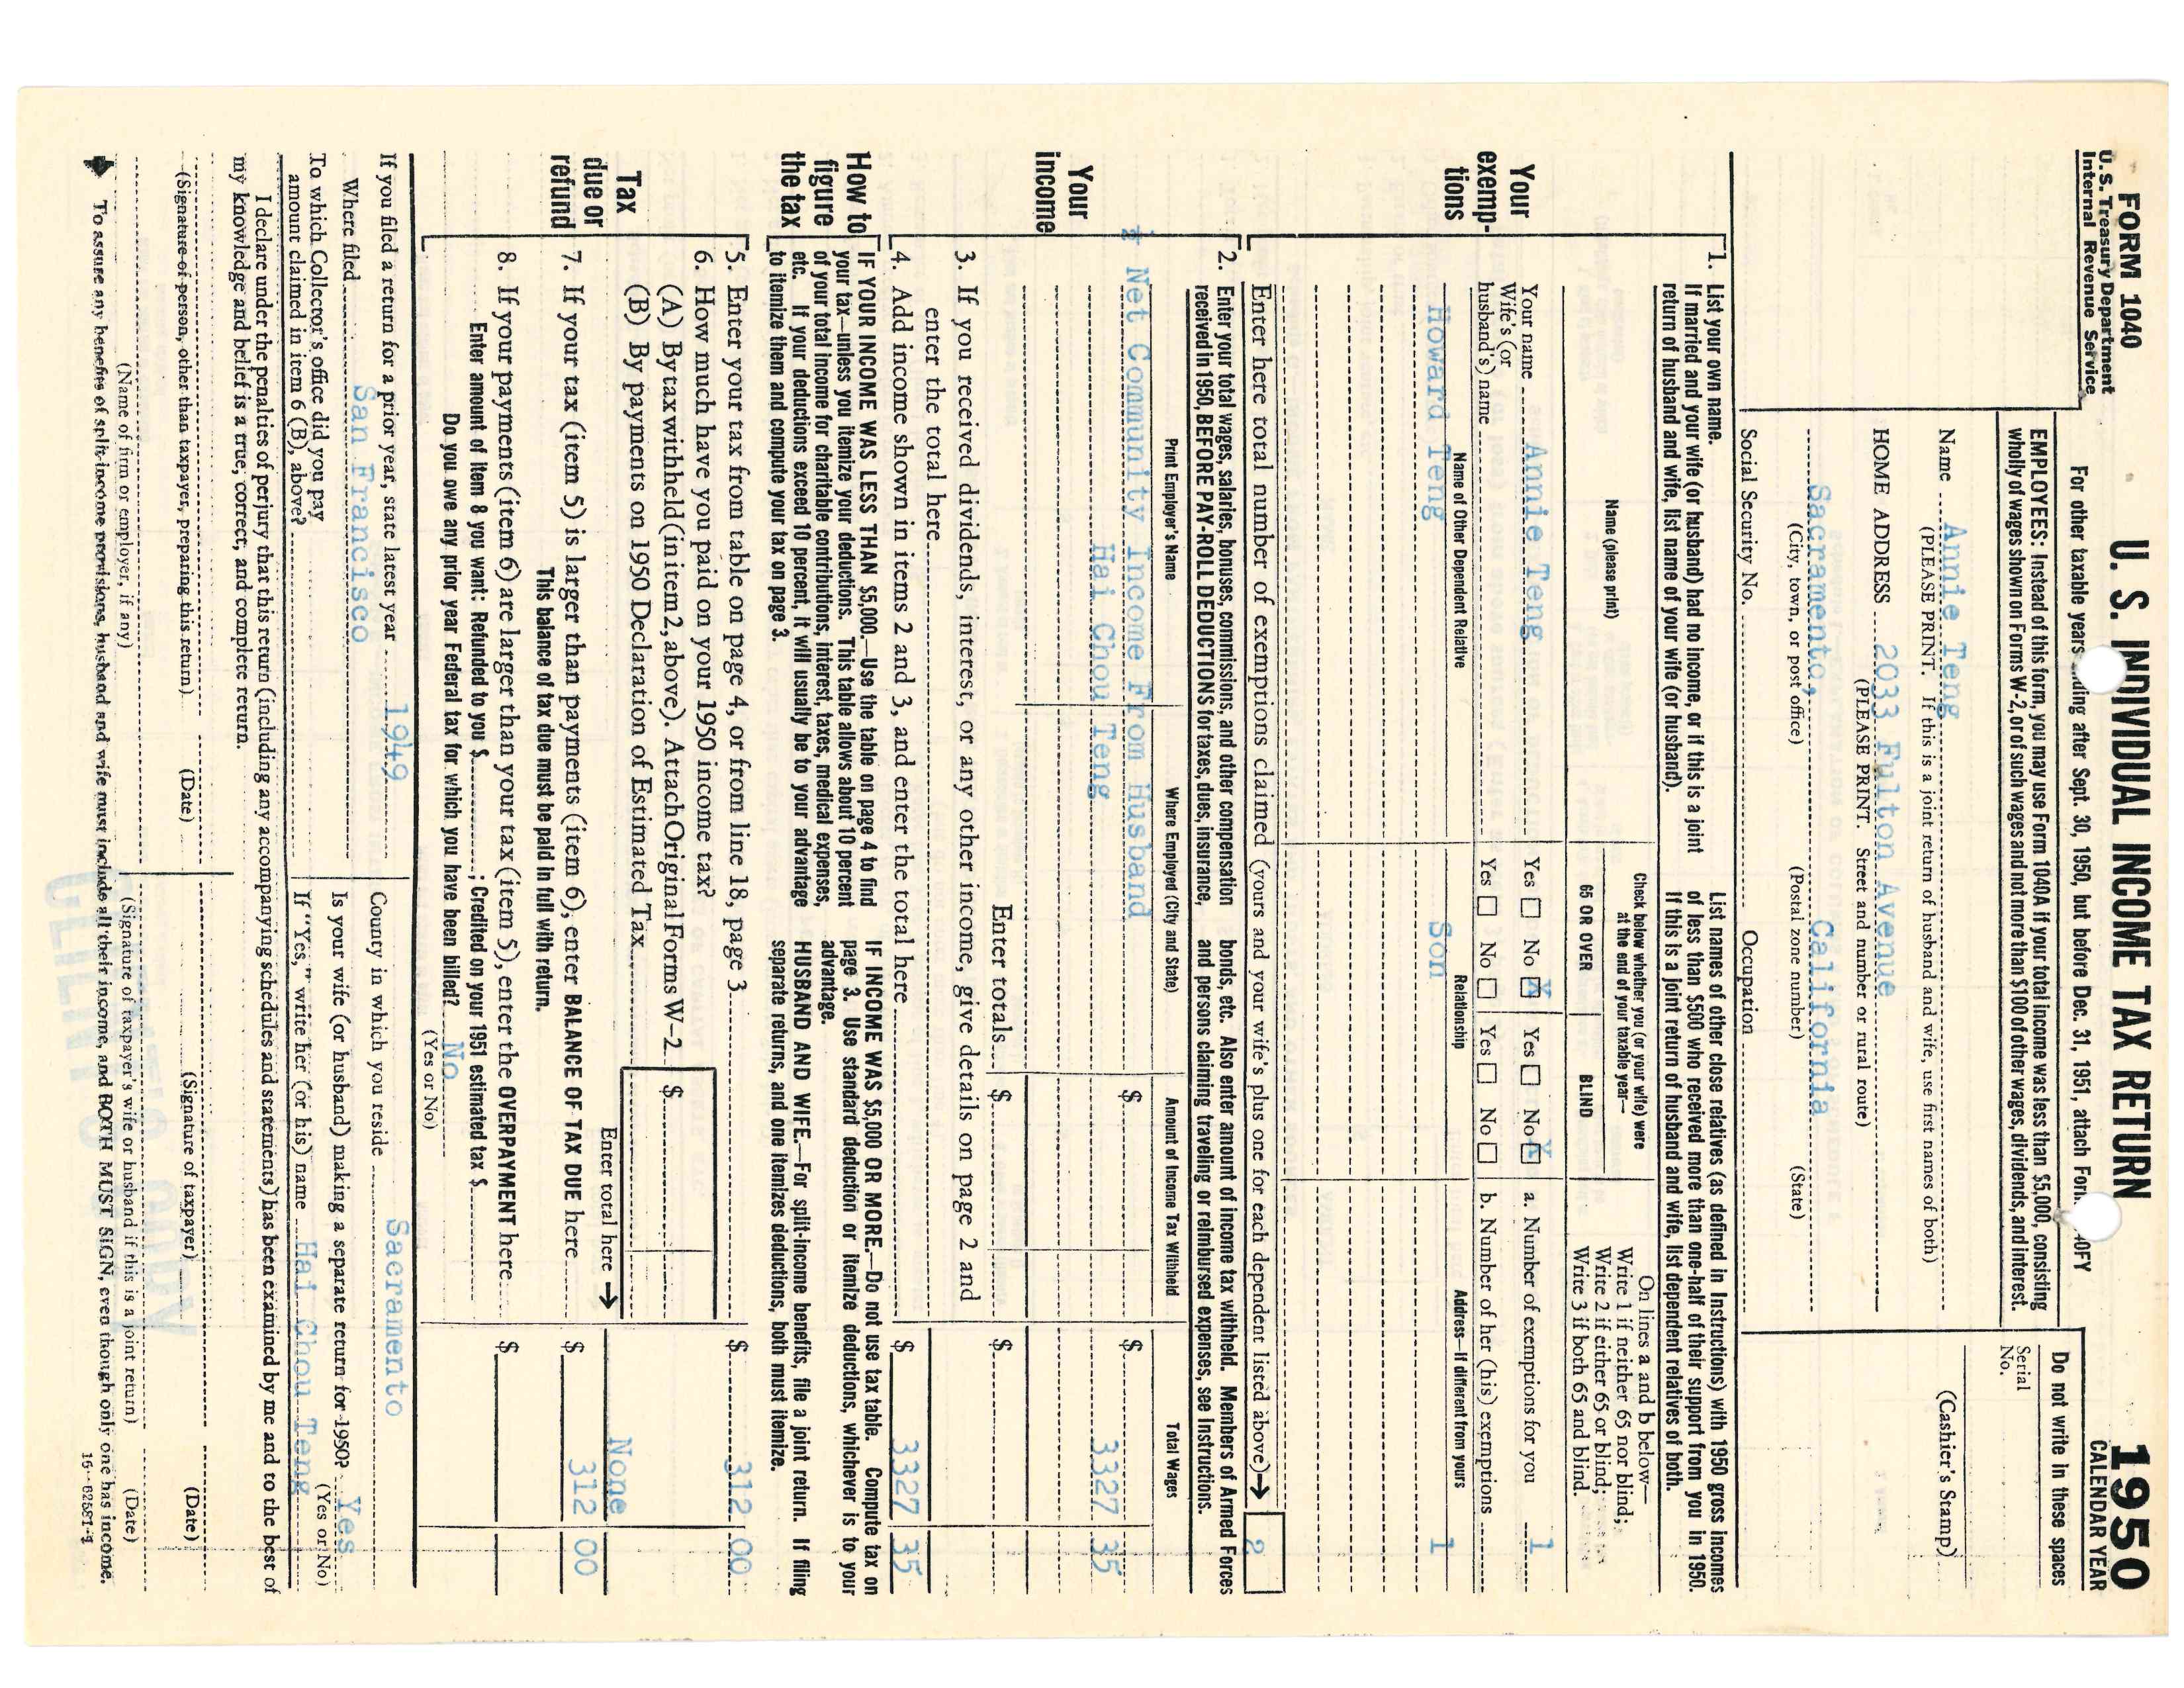 FORM 1040
U. S. Treasury Department
Internal Revenue Service
U. S. INDIVIDUAL INCOME TAX RETURN
For other taxable years ending after Sept. 30, 1950, but before Dec. 31, 1951, attach Form 1040FY
1950
CALENDAR YEAR
EMPLOYEES: Instead of this form, you may use Form 1040A if your total income was less than $5,000, consisting
wholly of wages shown on Forms W-2, or of such wages and not more than $100 of other wages, dividends, and interest.
Do not write in these spaces
Serial
No.
(Cashier's Stamp)
Name Annie Teng
(PLEASE PRINT. If this is a joint return of husband and wife, use first names of both)
HOME ADDRESS 2033 Fulton Avenue
(PLEASE PRINT. Street and number or rural route)
Sacramento, California
(City, town, or post office) (Postal zone number) (State)
Social Security No. Occupation
Your exemp-tions
1. List your own name.
If married and your wife (or husband) had no income, or if this is a joint
return of husband and wife, list name of your wife (or husband).
List names of other close relatives (as defined in Instructions) with 1950 gross incomes
of less than $500 who received more than one-half of their support from you in 1950.
If this is a joint return of husband and wife, list dependent relatives of both.
Name (please print)
Check below whether you (or your wife) were
at the end of your taxable year—
65 OR OVER BLIND
On lines a and b below—
Write 1 if neither 65 nor blind;
Write 2 if either 65 or blind;
Write 3 if both 65 and blind.
Your name Annie Teng Yes No X Yes No X a. Number of exemptions for you 1
Wife's (or
husband's) name Yes No Yes No b. Number of her (his) exemptions
Name of Other Dependent Relative Relationship Address—If different from yours
Howard Teng Son 1
Enter here total number of exemptions claimed (yours and your wife's plus one for each dependent listed above)→ 2
Your income
2. Enter your total wages, salaries, bonuses, commissions, and other compensation
received in 1950, BEFORE PAY-ROLL DEDUCTIONS for taxes, dues, insurance,
bonds, etc. Also enter amount of income tax withheld. Members of Armed Forces
and persons claiming traveling or reimbursed expenses, see Instructions.
Print Employer's Name Where Employed (City and State) Amount of Income Tax Withheld Total Wages
½ Net Community Income From Husband $ $
Hai Chou Teng 3327 35
Enter totals $ $
3. If you received dividends, interest, or any other income, give details on page 2 and
enter the total here
4. Add income shown in items 2 and 3, and enter the total here $ 3327 35
How to figure the tax
IF YOUR INCOME WAS LESS THAN $5,000.—Use the table on page 4 to find
your tax—unless you itemize your deductions. This table allows about 10 percent
of your total income for charitable contributions, interest, taxes, medical expenses,
etc. If your deductions exceed 10 percent, it will usually be to your advantage
to itemize them and compute your tax on page 3.
IF INCOME WAS $5,000 OR MORE.—Do not use tax table. Compute tax on
page 3. Use standard deduction or itemize deductions, whichever is to your
advantage.
HUSBAND AND WIFE.—For split-income benefits, file a joint return. If filing
separate returns, and one itemizes deductions, both must itemize.
Tax due or refund
5. Enter your tax from table on page 4, or from line 18, page 3 $ 312 00
6. How much have you paid on your 1950 income tax?
(A) By tax withheld (in item 2, above). Attach Original Forms W-2 $
(B) By payments on 1950 Declaration of Estimated Tax
Enter total here → None
7. If your tax (item 5) is larger than payments (item 6), enter BALANCE OF TAX DUE here $ 312 00
This balance of tax due must be paid in full with return.
8. If your payments (item 6) are larger than your tax (item 5), enter the OVERPAYMENT here $
Enter amount of item 8 you want: Refunded to you $ ; Credited on your 1951 estimated tax $
Do you owe any prior year Federal tax for which you have been billed? No
(Yes or No)
If you filed a return for a prior year, state latest year 1949
Where filed San Francisco
To which Collector's office did you pay
amount claimed in item 6 (B), above?
County in which you reside Sacramento
Is your wife (or husband) making a separate return for 1950? Yes
(Yes or No)
If "Yes," write her (or his) name Hai Chou Teng
I declare under the penalties of perjury that this return (including any accompanying schedules and statements) has been examined by me and to the best of
my knowledge and belief is a true, correct, and complete return.
(Signature of person, other than taxpayer, preparing this return) (Date) (Signature of taxpayer) (Date)
(Name of firm or employer, if any) (Signature of taxpayer's wife or husband if this is a joint return) (Date)
CLIENT'S COPY
To assure any benefits of split-income provisions, husband and wife must include all their income, and BOTH MUST SIGN, even though only one has income.
16—62581-1